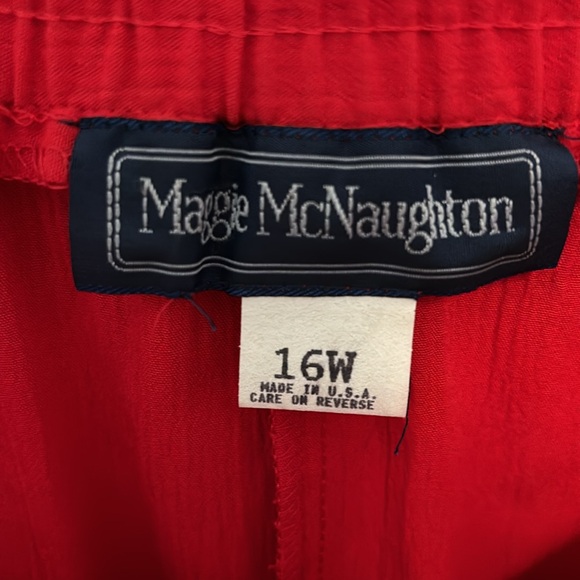 Maggie McNaughton
16W
MADE IN U.S.A.
CARE ON REVERSE